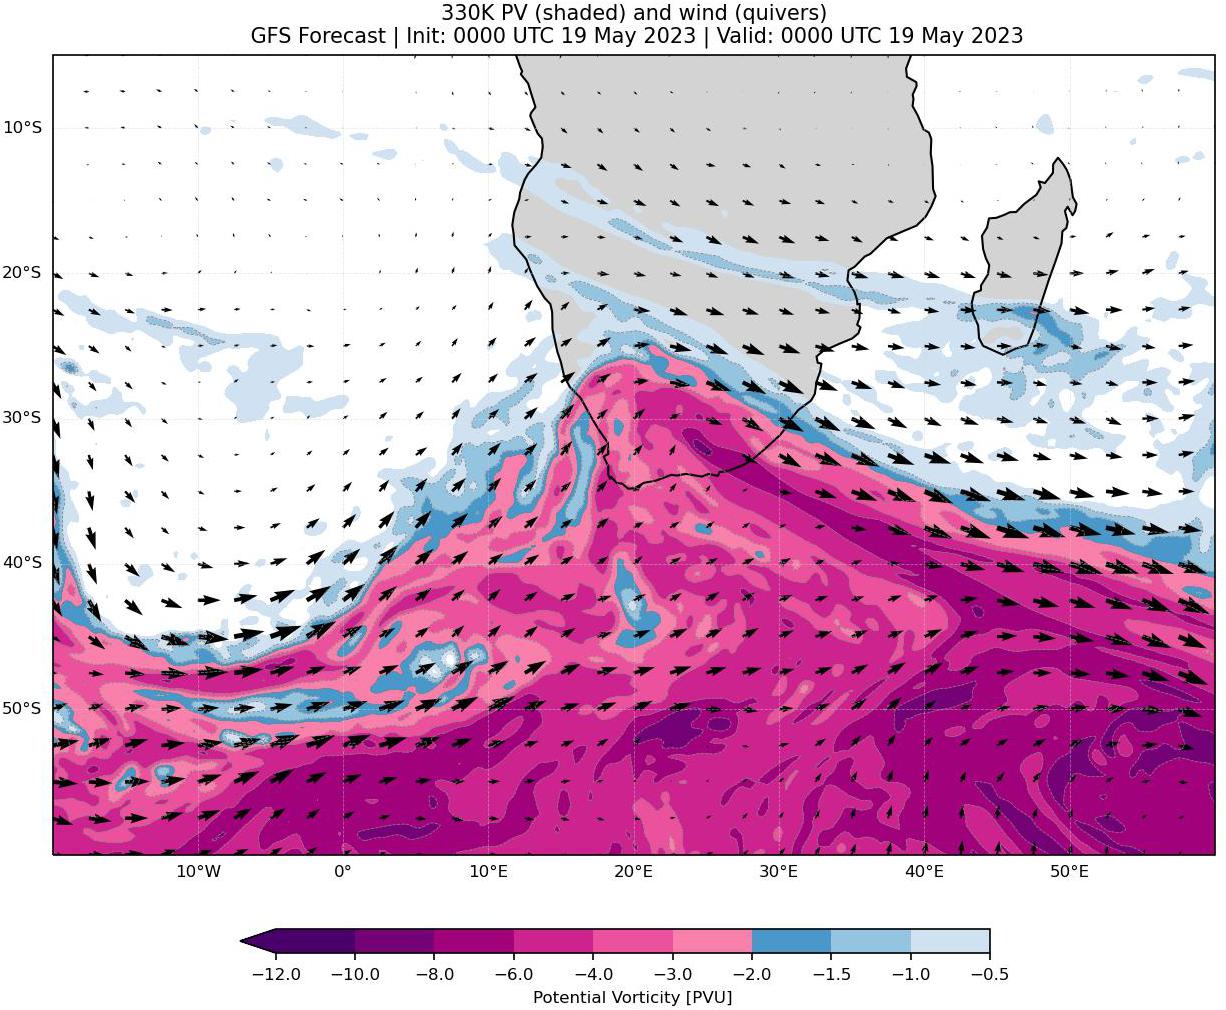 330K PV (shaded) and wind (quivers)
GFS Forecast | Init: 0000 UTC 19 May 2023 | Valid: 0000 UTC 19 May 2023
10°S
20°S
30°S
40°S
50°S
10°W 0° 10°E 20°E 30°E 40°E 50°E
−12.0 −10.0 −8.0 −6.0 −4.0 −3.0 −2.0 −1.5 −1.0 −0.5
Potential Vorticity [PVU]